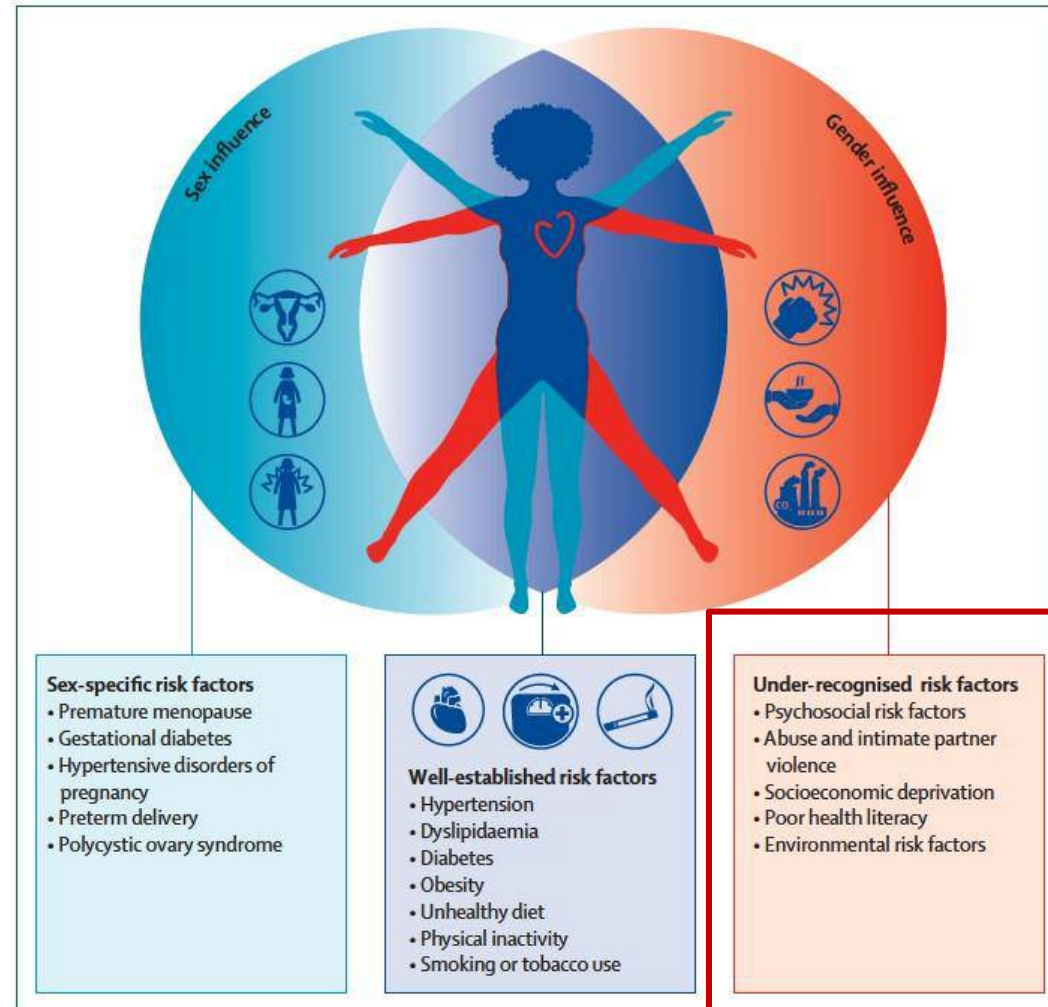 Sex influence
Gender influence
CO₂
Sex-specific risk factors
• Premature menopause
• Gestational diabetes
• Hypertensive disorders of
pregnancy
• Preterm delivery
• Polycystic ovary syndrome
Well-established risk factors
• Hypertension
• Dyslipidaemia
• Diabetes
• Obesity
• Unhealthy diet
• Physical inactivity
• Smoking or tobacco use
Under-recognised risk factors
• Psychosocial risk factors
• Abuse and intimate partner
violence
• Socioeconomic deprivation
• Poor health literacy
• Environmental risk factors